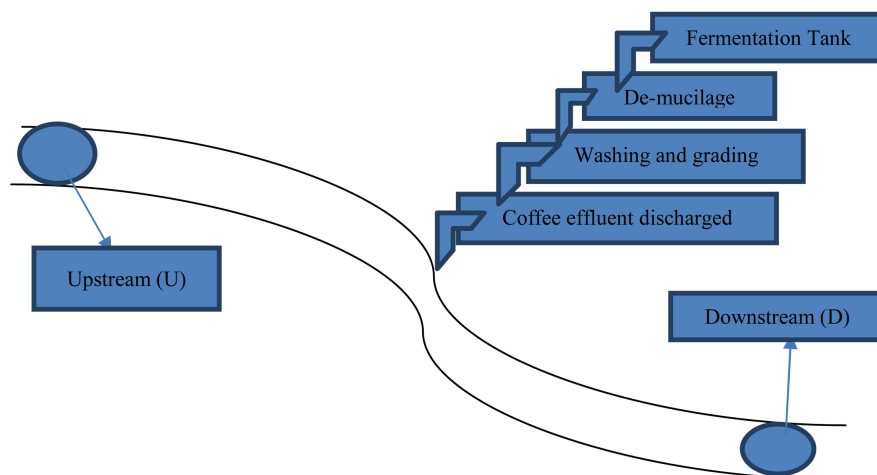 Fermentation Tank
De-mucilage
Washing and grading
Coffee effluent discharged
Upstream (U)
Downstream (D)